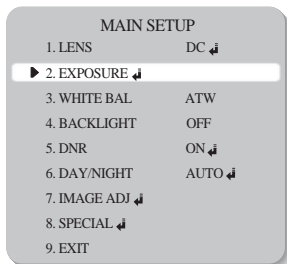 MAIN SETUP
1. LENS DC ↲
▶ 2. EXPOSURE ↲
3. WHITE BAL ATW
4. BACKLIGHT OFF
5. DNR ON ↲
6. DAY/NIGHT AUTO ↲
7. IMAGE ADJ ↲
8. SPECIAL ↲
9. EXIT